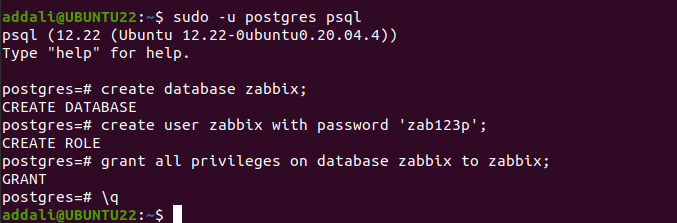 addali@UBUNTU22:~$ sudo -u postgres psql
psql (12.22 (Ubuntu 12.22-0ubuntu0.20.04.4))
Type "help" for help.
postgres=# create database zabbix;
CREATE DATABASE
postgres=# create user zabbix with password 'zab123p';
CREATE ROLE
postgres=# grant all privileges on database zabbix to zabbix;
GRANT
postgres=# \q
addali@UBUNTU22:~$